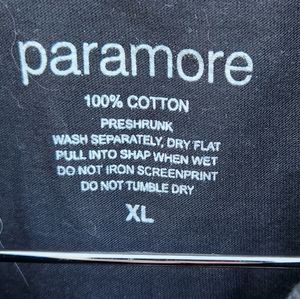 paramore
100% COTTON
PRESHRUNK
WASH SEPARATELY, DRY FLAT
PULL INTO SHAP WHEN WET
DO NOT IRON SCREENPRINT
DO NOT TUMBLE DRY
XL